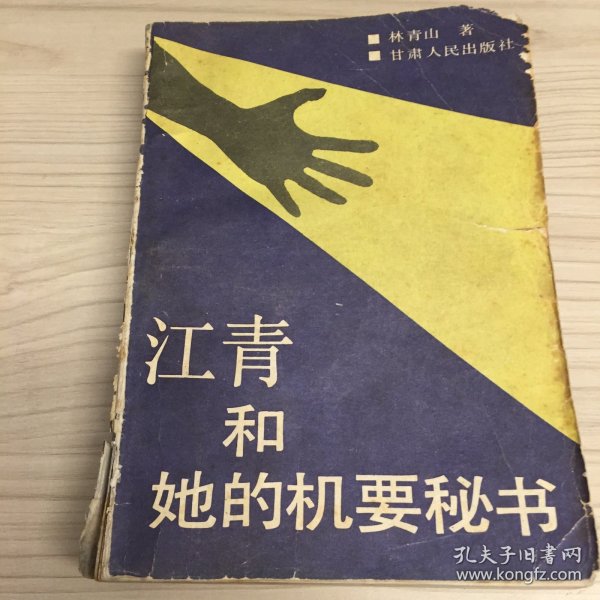 ■ 林青山 著
■ 甘肃人民出版社
江青
和
她的机要秘书
孔夫子旧书网
www.kongfz.com